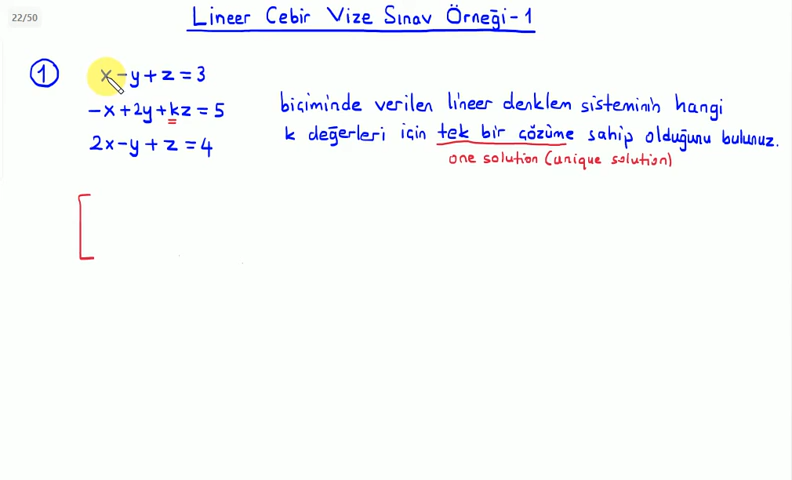 22/50
Lineer Cebir Vize Sınav Örneği-1
1
x-y+z=3
-x+2y+kz=5
2x-y+z=4
biçiminde verilen lineer denklem sisteminin hangi
k değerleri için tek bir çözüme sahip olduğunu bulunuz.
one solution (unique solution)